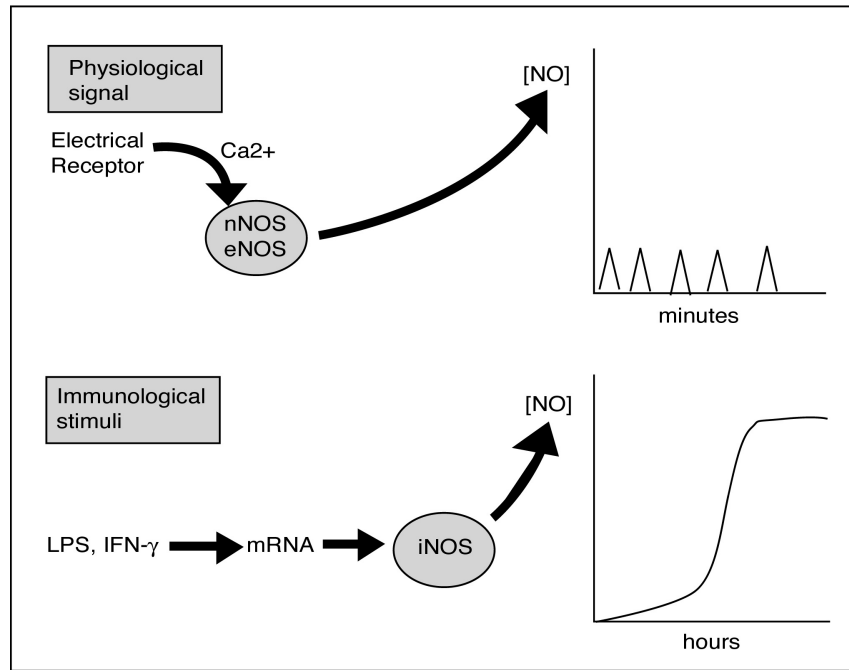 Physiological
signal
[NO]
Electrical
Receptor
Ca2+
nNOS
eNOS
minutes
Immunological
stimuli
[NO]
LPS, IFN-γ
mRNA
iNOS
hours